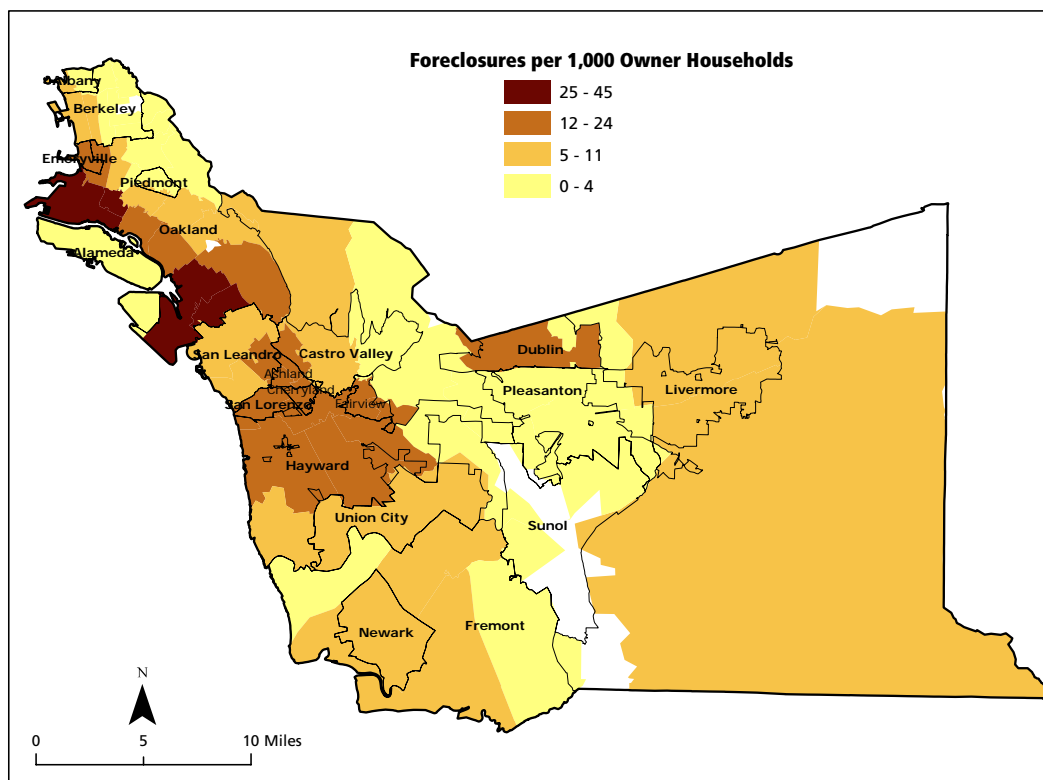 Foreclosures per 1,000 Owner Households
25 - 45
12 - 24
5 - 11
0 - 4
Albany
Berkeley
Emeryville
Piedmont
Oakland
Alameda
San Leandro
Castro Valley
Dublin
Ashland
Pleasanton
Livermore
Cherryland
San Lorenzo
Fairview
Hayward
Union City
Sunol
Newark
Fremont
N
0 5 10 Miles